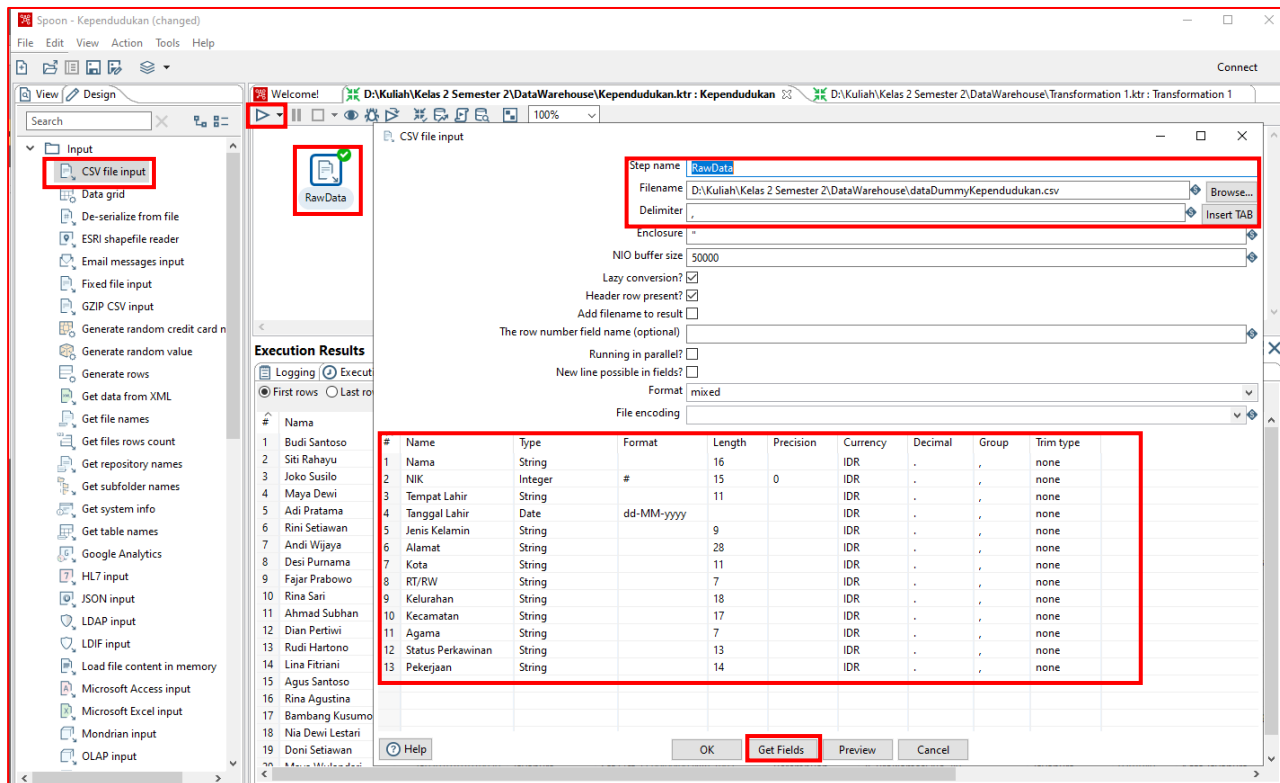 Spoon - Kependudukan (changed)
File Edit View Action Tools Help
Connect
View Design
Welcome! D:\Kuliah\Kelas 2 Semester 2\DataWarehouse\Kependudukan.ktr : Kependudukan D:\Kuliah\Kelas 2 Semester 2\DataWarehouse\Transformation 1.ktr : Transformation 1
Search
100%
Input
CSV file input
Data grid
De-serialize from file
ESRI shapefile reader
Email messages input
Fixed file input
GZIP CSV input
Generate random credit card n
Generate random value
Generate rows
Get data from XML
Get file names
Get files rows count
Get repository names
Get subfolder names
Get system info
Get table names
Google Analytics
HL7 input
JSON input
LDAP input
LDIF input
Load file content in memory
Microsoft Access input
Microsoft Excel input
Mondrian input
OLAP input
RawData
Execution Results
Logging Executi
First rows Last ro
# Nama
1 Budi Santoso
2 Siti Rahayu
3 Joko Susilo
4 Maya Dewi
5 Adi Pratama
6 Rini Setiawan
7 Andi Wijaya
8 Desi Purnama
9 Fajar Prabowo
10 Rina Sari
11 Ahmad Subhan
12 Dian Pertiwi
13 Rudi Hartono
14 Lina Fitriani
15 Agus Santoso
16 Rina Agustina
17 Bambang Kusumo
18 Nia Dewi Lestari
19 Doni Setiawan
CSV file input
Step name RawData
Filename D:\Kuliah\Kelas 2 Semester 2\DataWarehouse\dataDummyKependudukan.csv Browse...
Delimiter , Insert TAB
Enclosure "
NIO buffer size 50000
Lazy conversion?
Header row present?
Add filename to result
The row number field name (optional)
Running in parallel?
New line possible in fields?
Format mixed
File encoding
# Name Type Format Length Precision Currency Decimal Group Trim type
1 Nama String 16 IDR . , none
2 NIK Integer # 15 0 IDR . , none
3 Tempat Lahir String 11 IDR . , none
4 Tanggal Lahir Date dd-MM-yyyy IDR . , none
5 Jenis Kelamin String 9 IDR . , none
6 Alamat String 28 IDR . , none
7 Kota String 11 IDR . , none
8 RT/RW String 7 IDR . , none
9 Kelurahan String 18 IDR . , none
10 Kecamatan String 17 IDR . , none
11 Agama String 7 IDR . , none
12 Status Perkawinan String 13 IDR . , none
13 Pekerjaan String 14 IDR . , none
Help OK Get Fields Preview Cancel